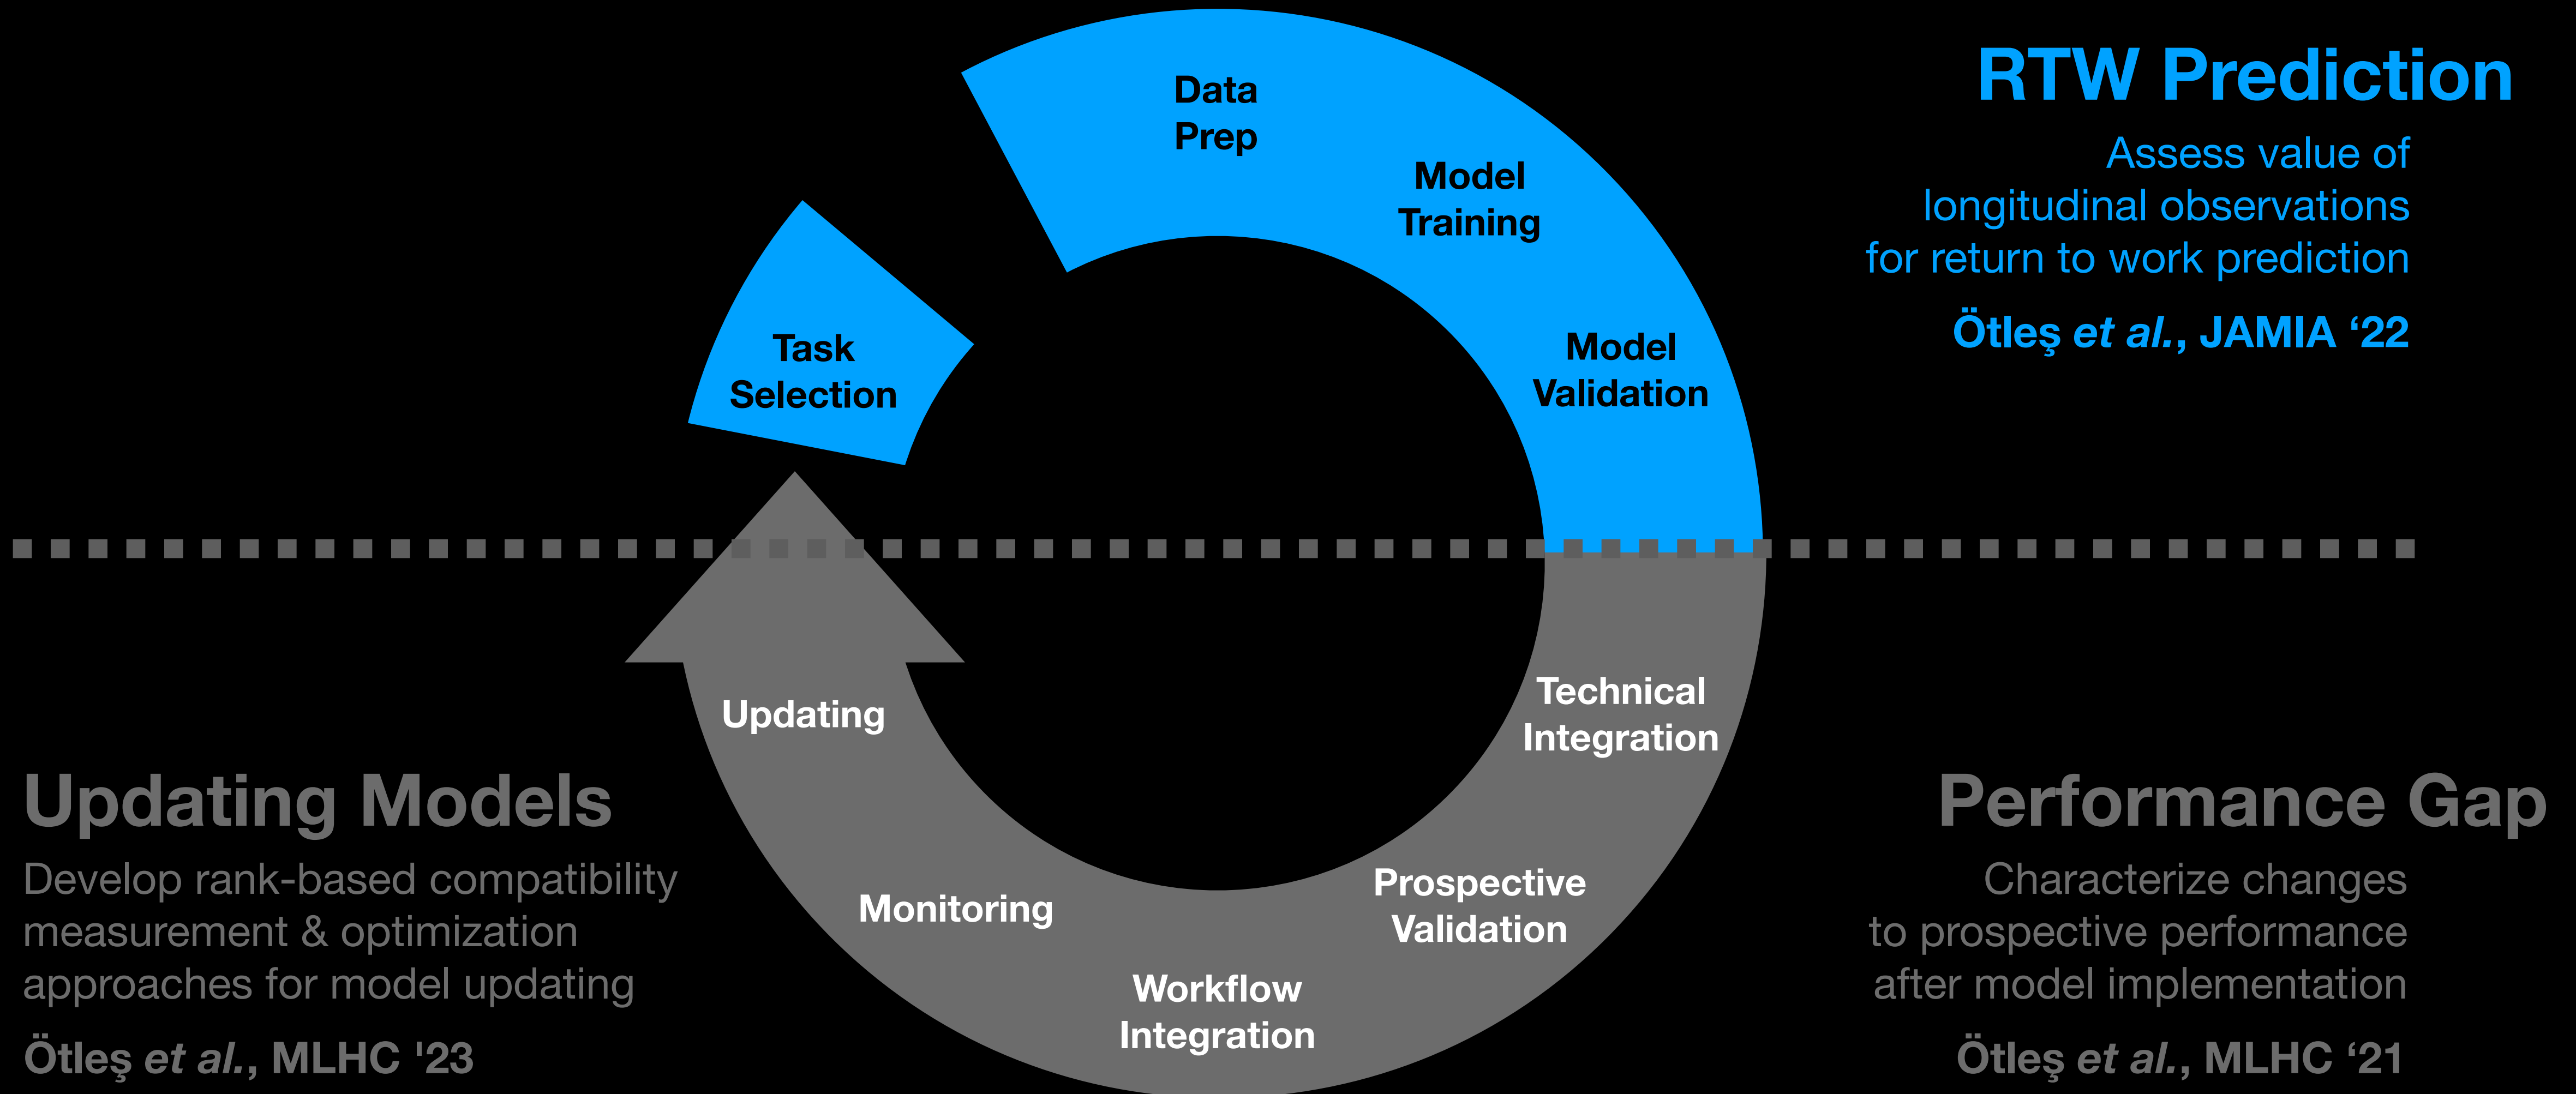 RTW Prediction
Assess value of
longitudinal observations
for return to work prediction
Ötleş et al., JAMIA ‘22
Task
Selection
Data
Prep
Model
Training
Model
Validation
Technical
Integration
Prospective
Validation
Workflow
Integration
Monitoring
Updating
Updating Models
Develop rank-based compatibility
measurement & optimization
approaches for model updating
Ötleş et al., MLHC '23
Performance Gap
Characterize changes
to prospective performance
after model implementation
Ötleş et al., MLHC ‘21